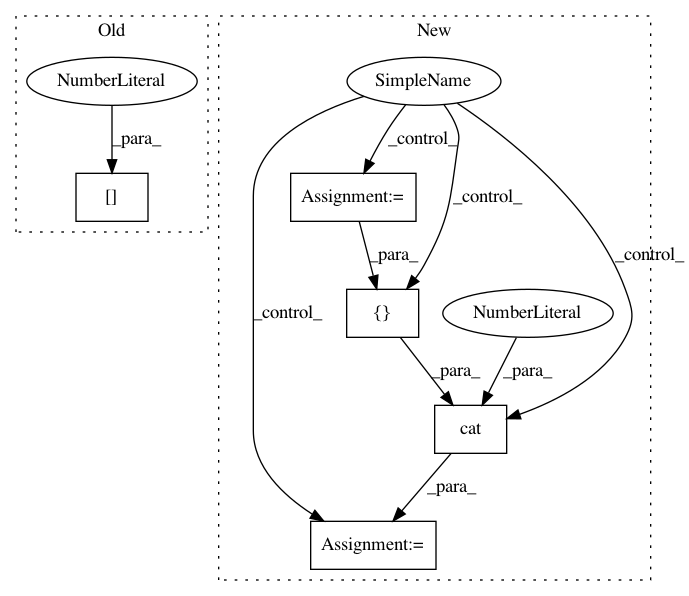 Old
New
NumberLiteral
SimpleName
_para_
_control_
[]
Assignment:=
_control_
_para_
_control_
_control_
{}
NumberLiteral
_para_
_para_
cat
_para_
Assignment:=